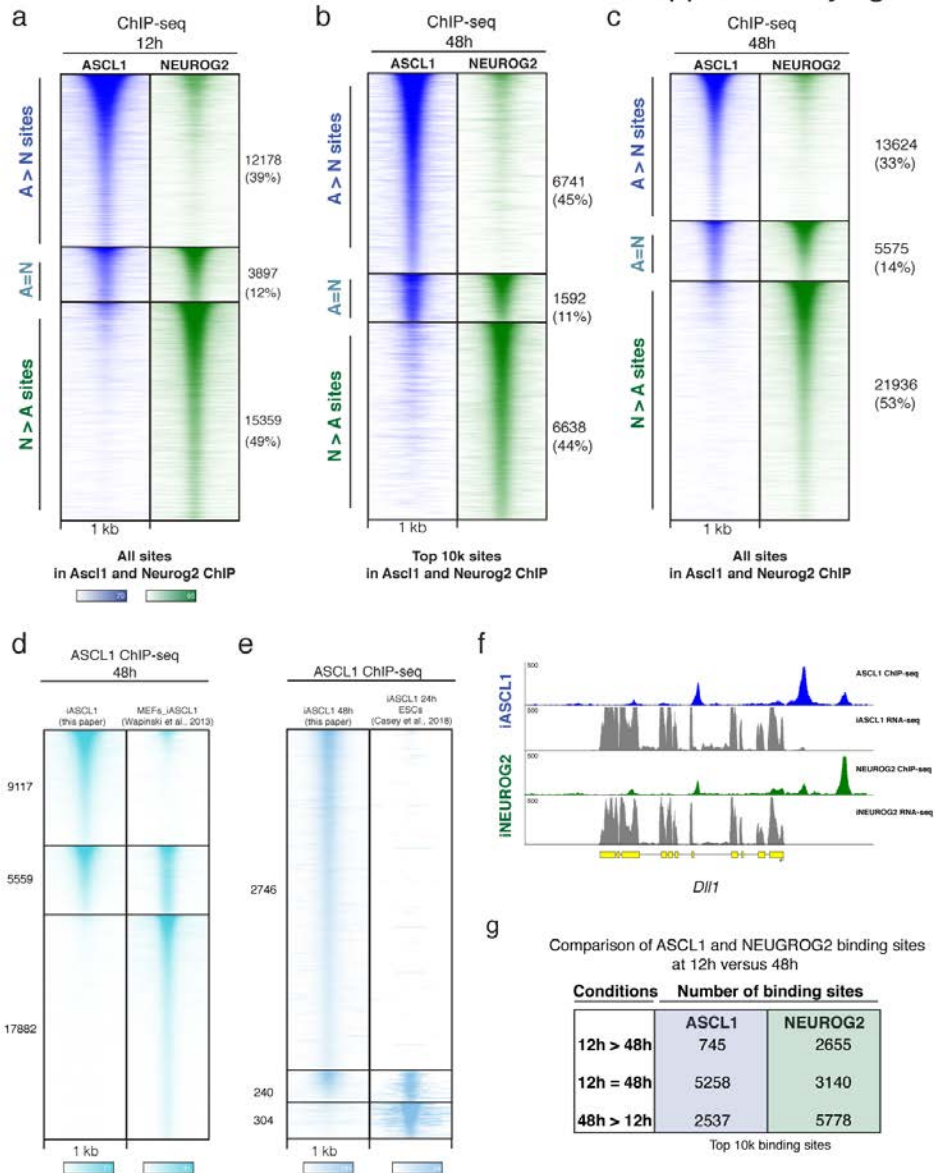 a
ChIP-seq
12h
ASCL1 NEUROG2
A > N sites
A=N
N > A sites
12178
(39%)
3897
(12%)
15359
(49%)
1 kb
All sites
in Ascl1 and Neurog2 ChIP
70
b
ChIP-seq
48h
ASCL1 NEUROG2
A > N sites
A=N
N > A sites
6741
(45%)
1592
(11%)
6638
(44%)
1 kb
Top 10k sites
in Ascl1 and Neurog2 ChIP
c
ChIP-seq
48h
ASCL1 NEUROG2
A > N sites
A=N
N > A sites
13624
(33%)
5575
(14%)
21936
(53%)
1 kb
All sites
in Ascl1 and Neurog2 ChIP
d
ASCL1 ChIP-seq
48h
iASCL1
(this paper)
MEFs_iASCL1
(Wapinski et al., 2013)
9117
5559
17882
1 kb
e
ASCL1 ChIP-seq
iASCL1 48h
(this paper)
iASCL1 24h
ESCs
(Casey et al., 2018)
2746
240
304
1 kb
f
iASCL1
iNEUROG2
500
ASCL1 ChIP-seq
500
iASCL1 RNA-seq
500
NEUROG2 ChIP-seq
500
iNEUROG2 RNA-seq
Dll1
g
Comparison of ASCL1 and NEUGROG2 binding sites
at 12h versus 48h
Conditions Number of binding sites
ASCL1 NEUROG2
12h > 48h 745 2655
12h = 48h 5258 3140
48h > 12h 2537 5778
Top 10k binding sites